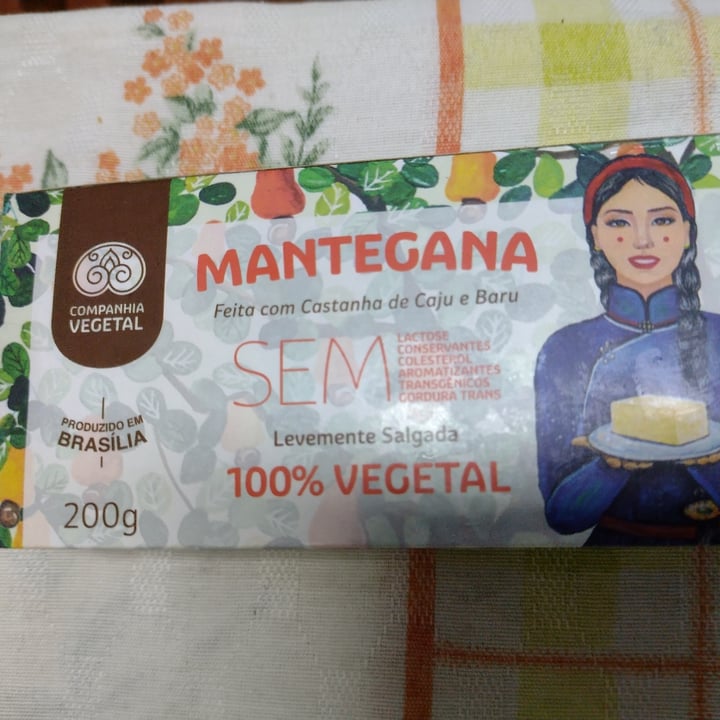 COMPANHIA
VEGETAL
MANTEGANA
Feita com Castanha de Caju e Baru
SEM
LACTOSE
CONSERVANTES
COLESTEROL
AROMATIZANTES
TRANSGÊNICOS
GORDURA TRANS
Levemente Salgada
100% VEGETAL
PRODUZIDO EM
BRASÍLIA
200g